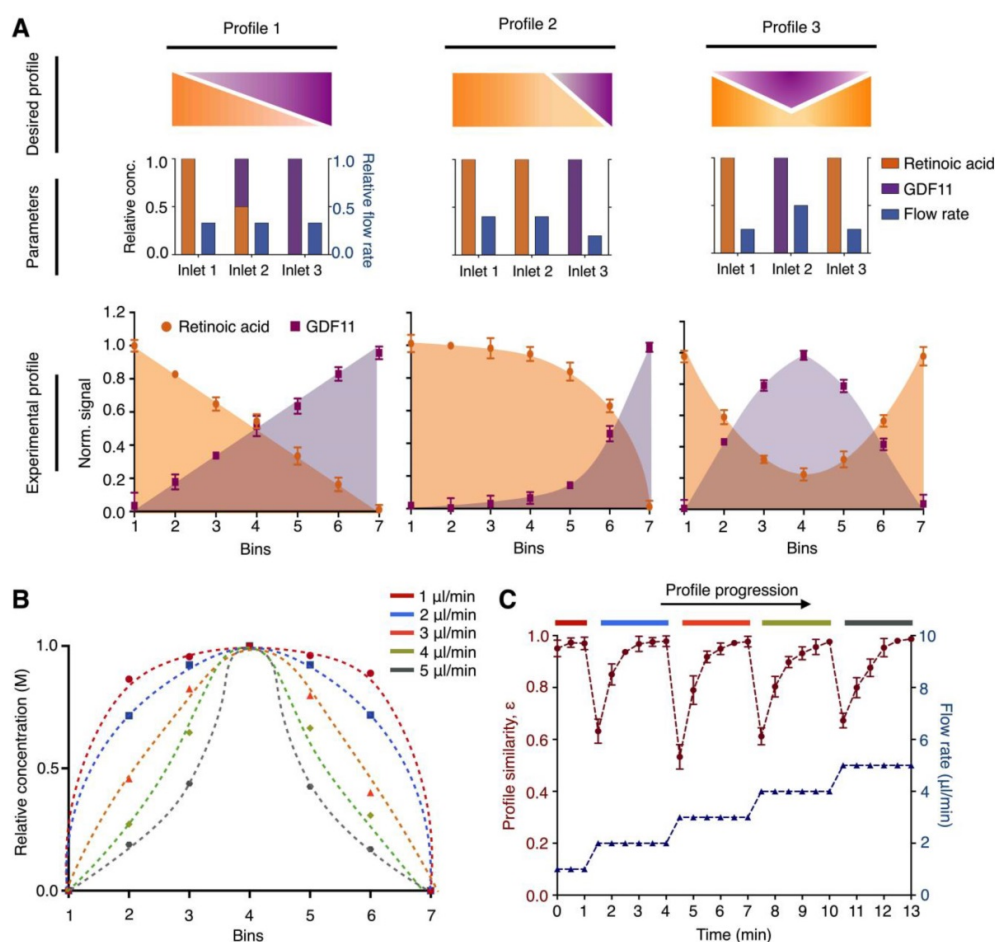 A
Profile 1
Profile 2
Profile 3
Desired profile
Parameters
Relative conc.
1.0
0.5
0.0
1.0
0.5
0.0
Relative flow rate
Inlet 1 Inlet 2 Inlet 3
Inlet 1 Inlet 2 Inlet 3
Inlet 1 Inlet 2 Inlet 3
Retinoic acid
GDF11
Flow rate
Experimental profile
Norm. signal
1.2
1.0
0.8
0.6
0.4
0.2
0.0
Retinoic acid GDF11
1 2 3 4 5 6 7
Bins
1 2 3 4 5 6 7
Bins
1 2 3 4 5 6 7
Bins
B
1 µl/min
2 µl/min
3 µl/min
4 µl/min
5 µl/min
Relative concentration (M)
1.0
0.5
0.0
1 2 3 4 5 6 7
Bins
C
Profile progression
Profile similarity, ε
1.0
0.8
0.6
0.4
0.2
0.0
10
8
6
4
2
0
Flow rate (µl/min)
0 1 2 3 4 5 6 7 8 9 10 11 12 13
Time (min)